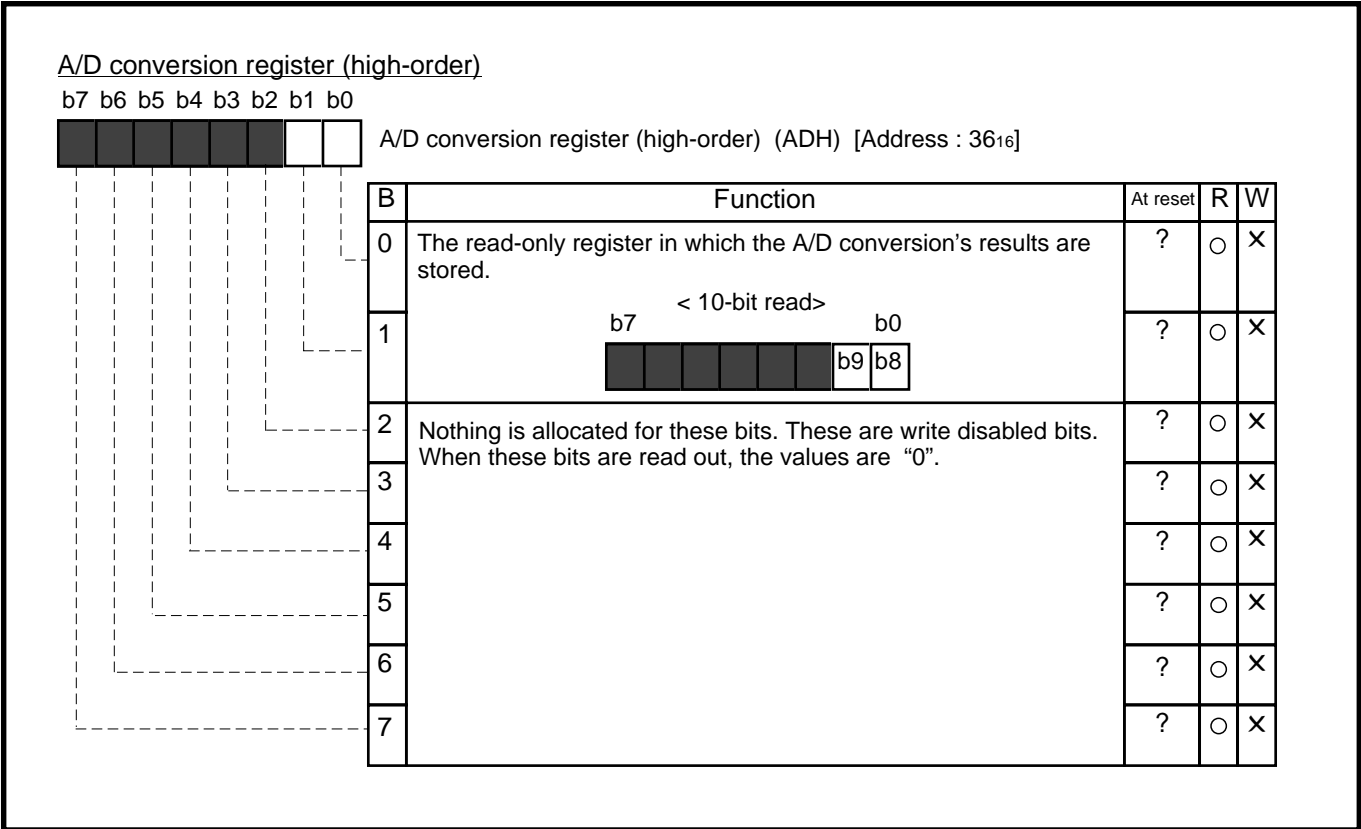 A/D conversion register (high-order)
b7 b6 b5 b4 b3 b2 b1 b0
A/D conversion register (high-order) (ADH) [Address : 36₁₆]
B Function At reset R W
0 The read-only register in which the A/D conversion’s results are stored. ? ○ ×
< 10-bit read>
b7 b0
1 ? ○ ×
b9 b8
2 Nothing is allocated for these bits. These are write disabled bits. ? ○ ×
When these bits are read out, the values are “0”.
3 ? ○ ×
4 ? ○ ×
5 ? ○ ×
6 ? ○ ×
7 ? ○ ×